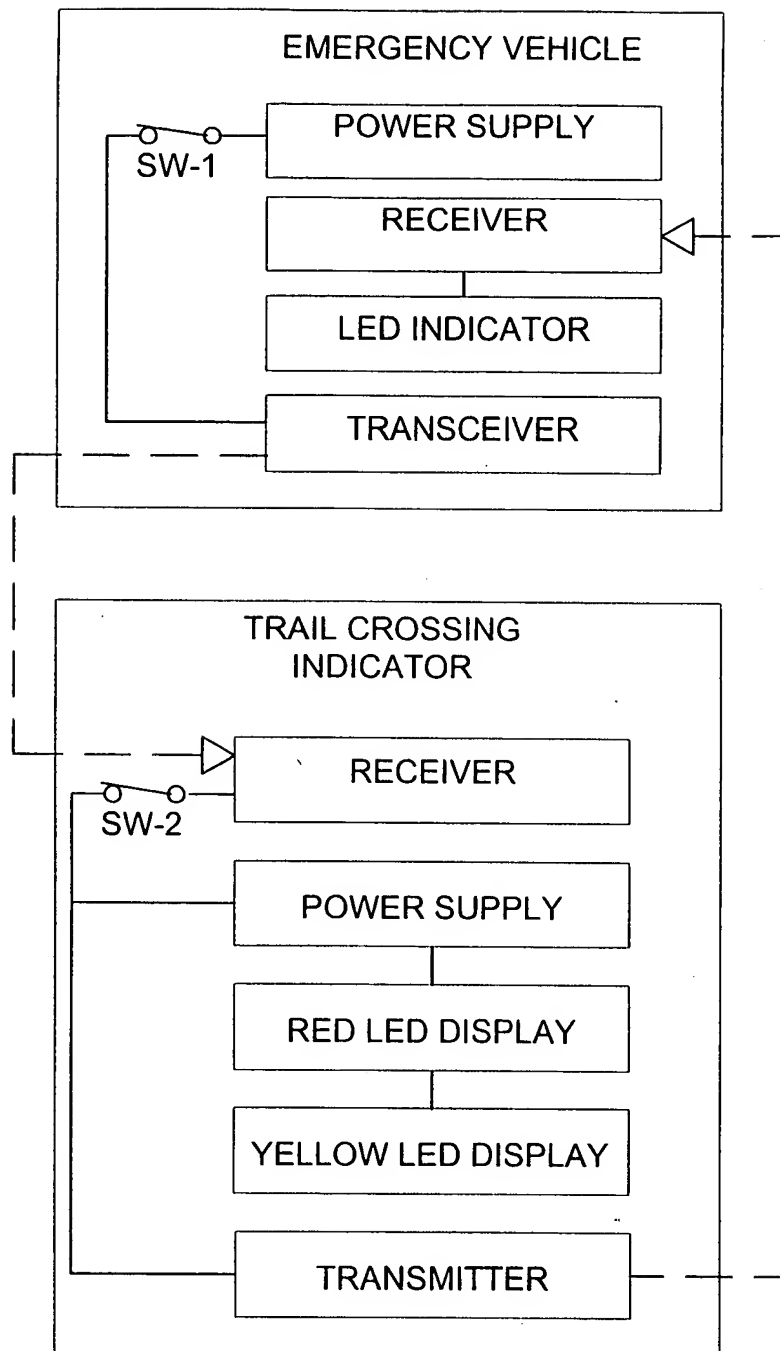 EMERGENCY VEHICLE
POWER SUPPLY
SW-1
RECEIVER
LED INDICATOR
TRANSCEIVER
TRAIL CROSSING
INDICATOR
RECEIVER
SW-2
POWER SUPPLY
RED LED DISPLAY
YELLOW LED DISPLAY
TRANSMITTER